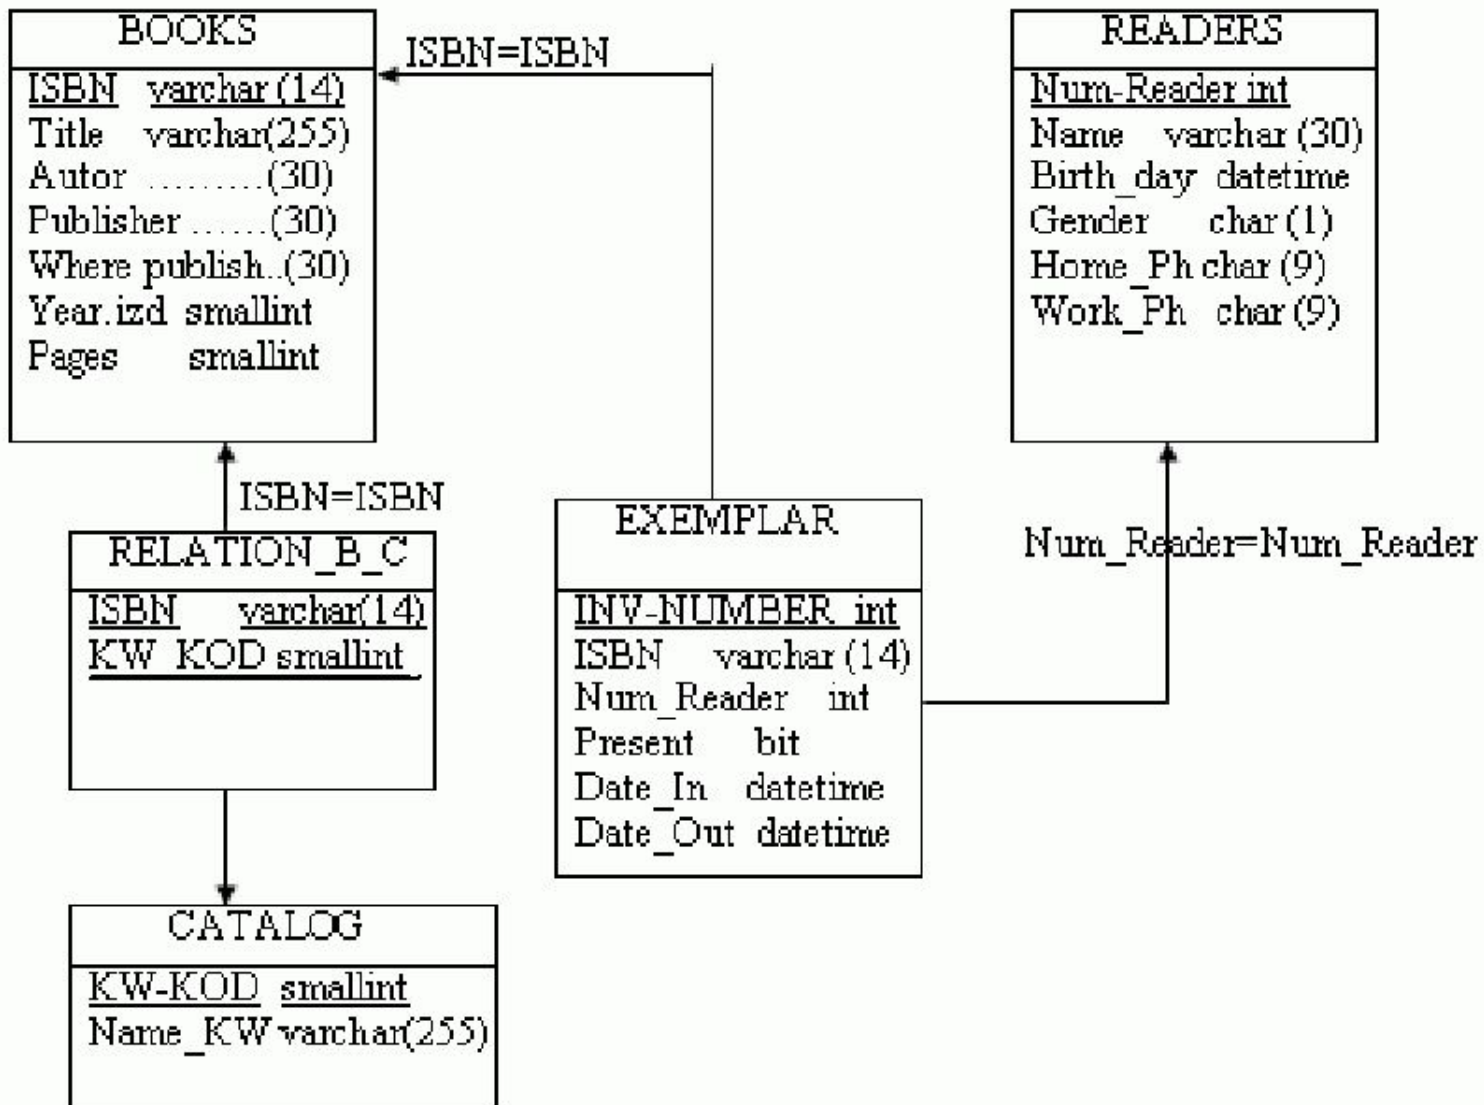 BOOKS
ISBN varchar (14)
Title varchar(255)
Autor .........(30)
Publisher ......(30)
Where publish..(30)
Year.izd smallint
Pages smallint
ISBN=ISBN
READERS
Num-Reader int
Name varchar (30)
Birth_day datetime
Gender char (1)
Home_Ph char (9)
Work_Ph char (9)
ISBN=ISBN
RELATION_B_C
ISBN varchar(14)
KW_KOD smallint
EXEMPLAR
INV-NUMBER int
ISBN varchar (14)
Num_Reader int
Present bit
Date_In datetime
Date_Out datetime
Num_Reader=Num_Reader
CATALOG
KW-KOD smallint
Name_KW varchar(255)